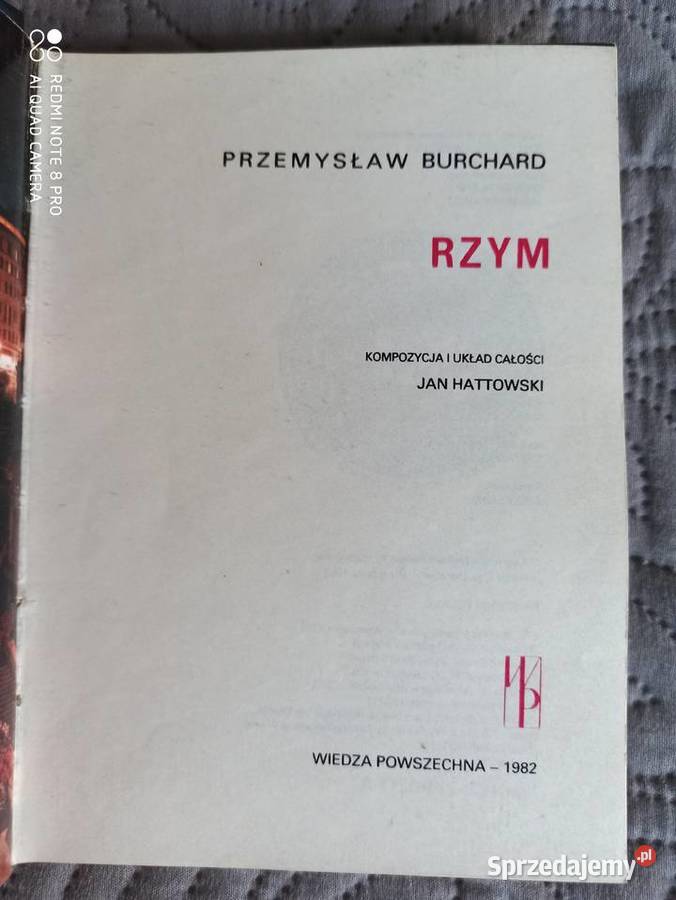 PRZEMYSŁAW BURCHARD
RZYM
KOMPOZYCJA I UKŁAD CAŁOŚCI
JAN HATTOWSKI
WP
WIEDZA POWSZECHNA – 1982
REDMI NOTE 8 PRO
AI QUAD CAMERA
Sprzedajemy.pl